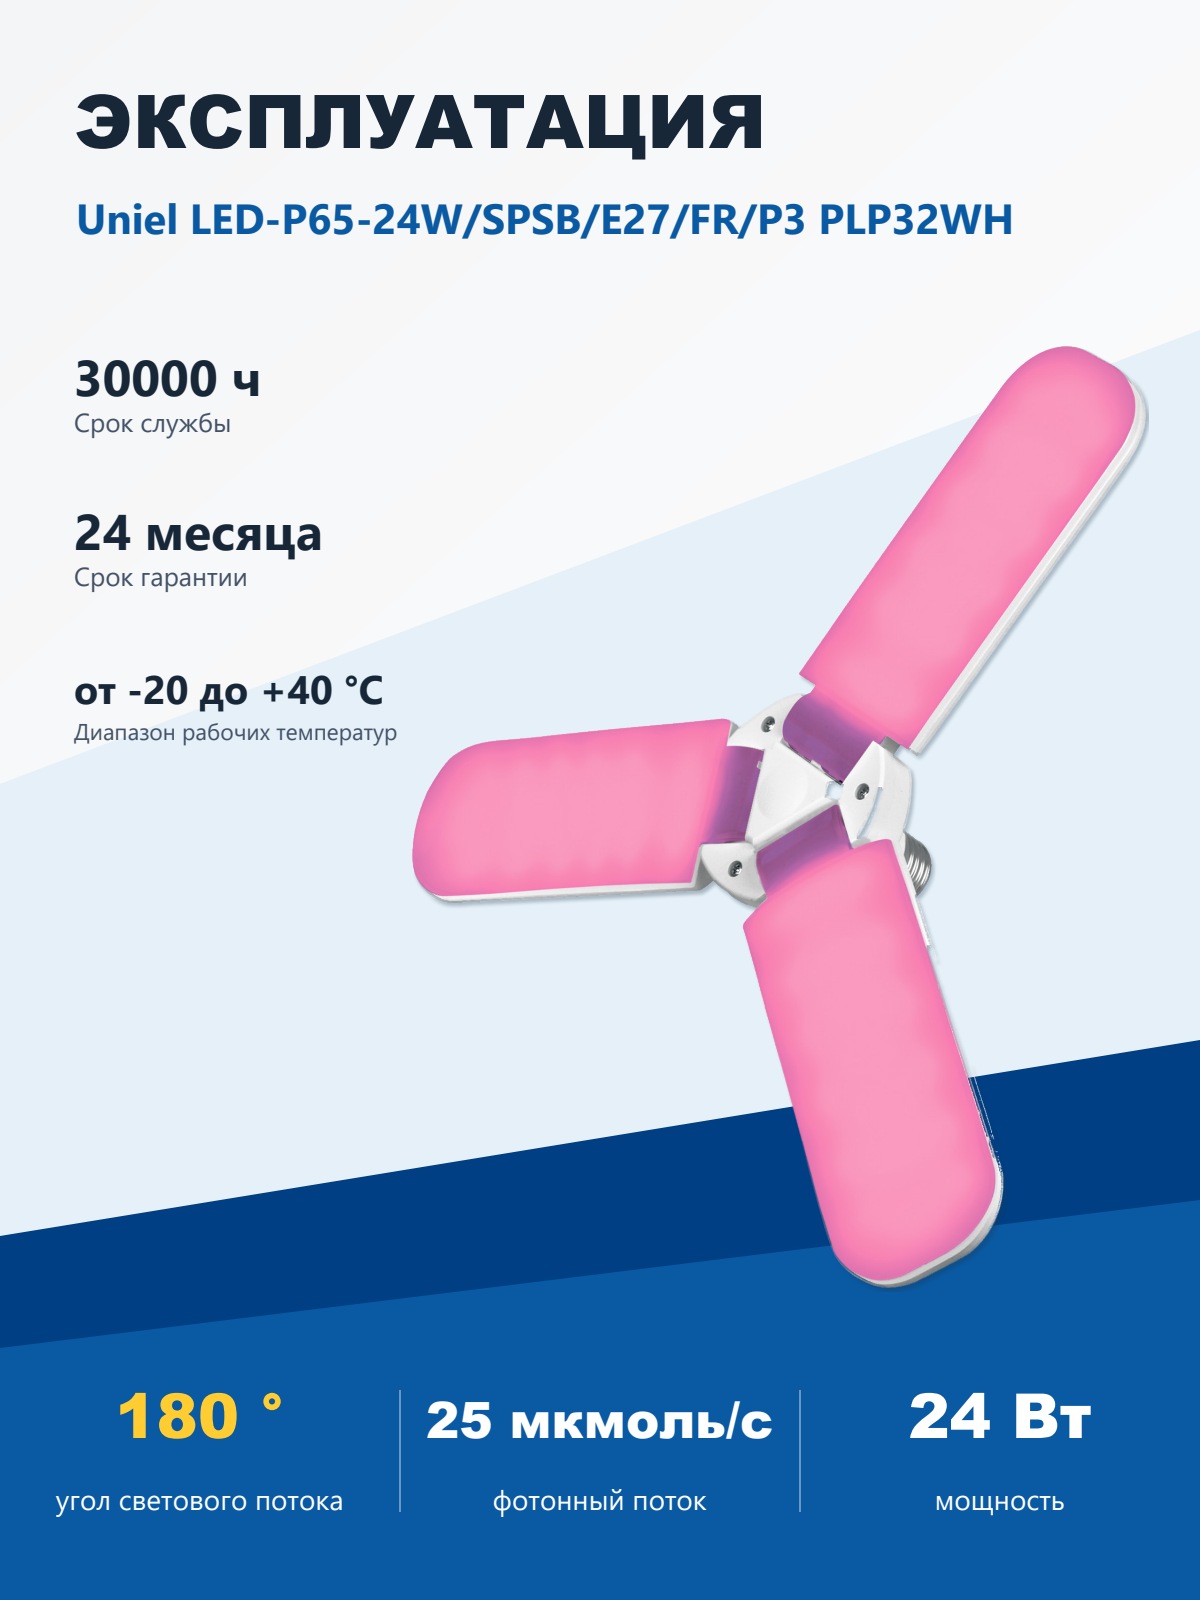 ЭКСПЛУАТАЦИЯ
Uniel LED-P65-24W/SPSB/E27/FR/P3 PLP32WH
30000 ч
Срок службы
24 месяца
Срок гарантии
от -20 до +40 °C
Диапазон рабочих температур
180 °
угол светового потока
25 мкмоль/с
фотонный поток
24 Вт
мощность